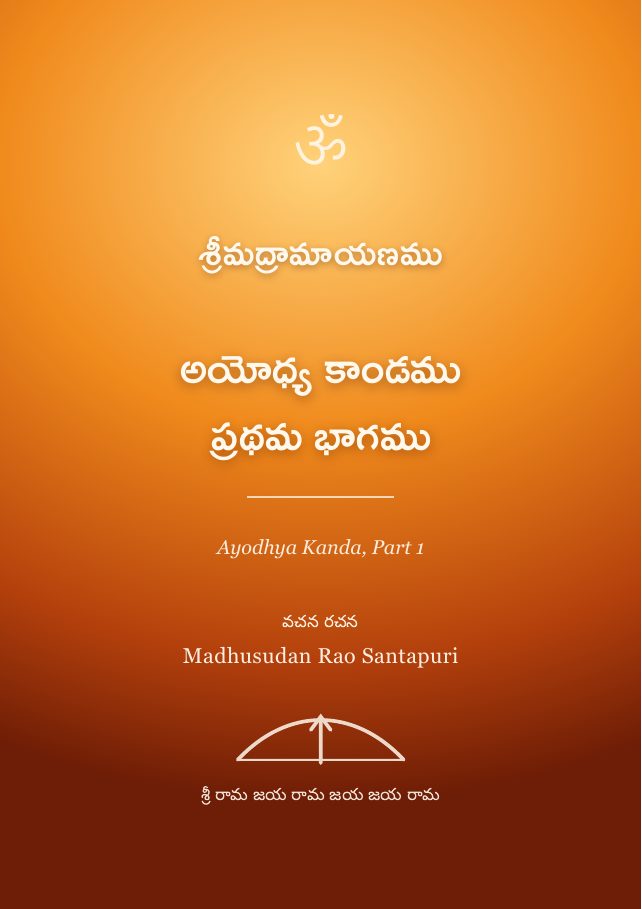 ॐ
శ్రీమద్రామాయణము
అయోధ్య కాండము
ప్రథమ భాగము
Ayodhya Kanda, Part 1
వచన రచన
Madhusudan Rao Santapuri
శ్రీ రామ జయ రామ జయ జయ రామ